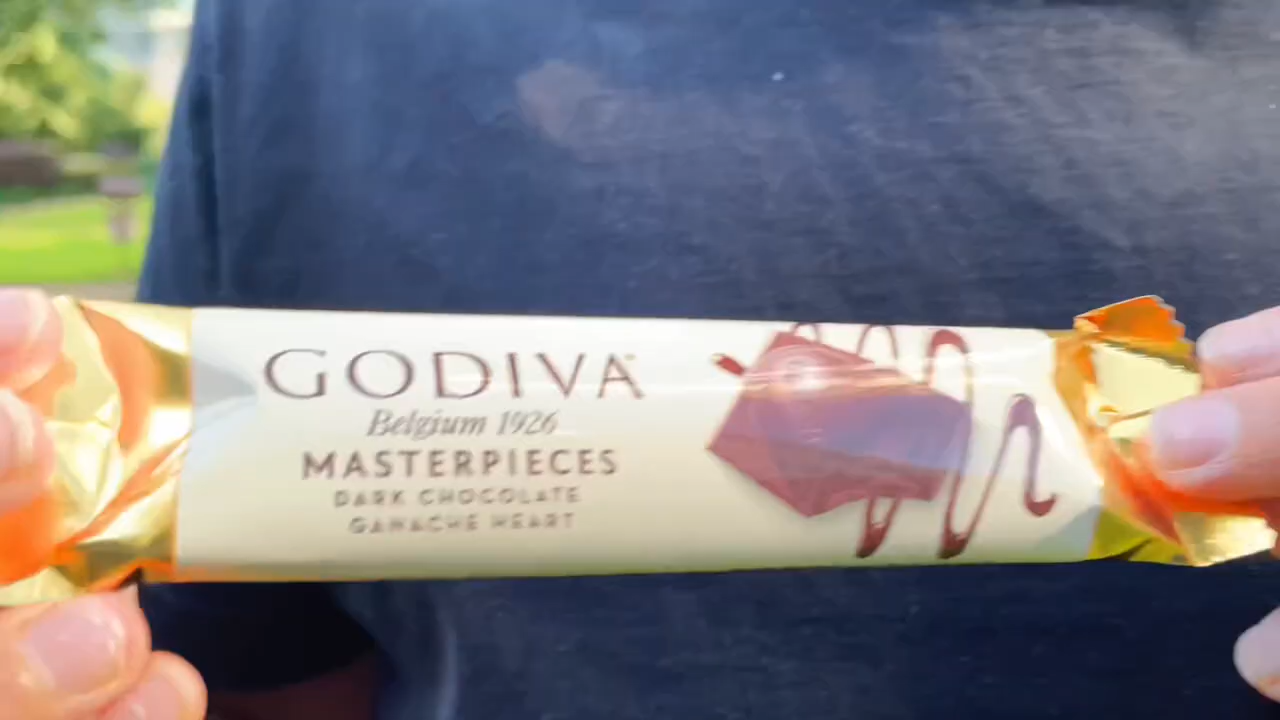 GODIVA
Belgium 1926
MASTERPIECES
DARK CHOCOLATE
GANACHE HEART